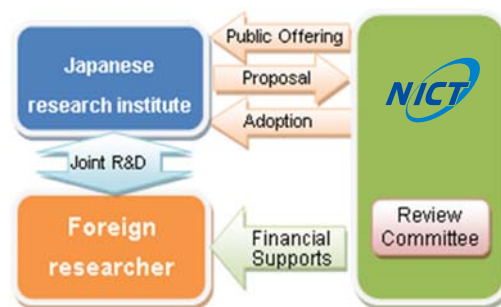 Japanese
research institute
Public Offering
Proposal
Adoption
NICT
Joint R&D
Foreign
researcher
Financial
Supports
Review
Committee